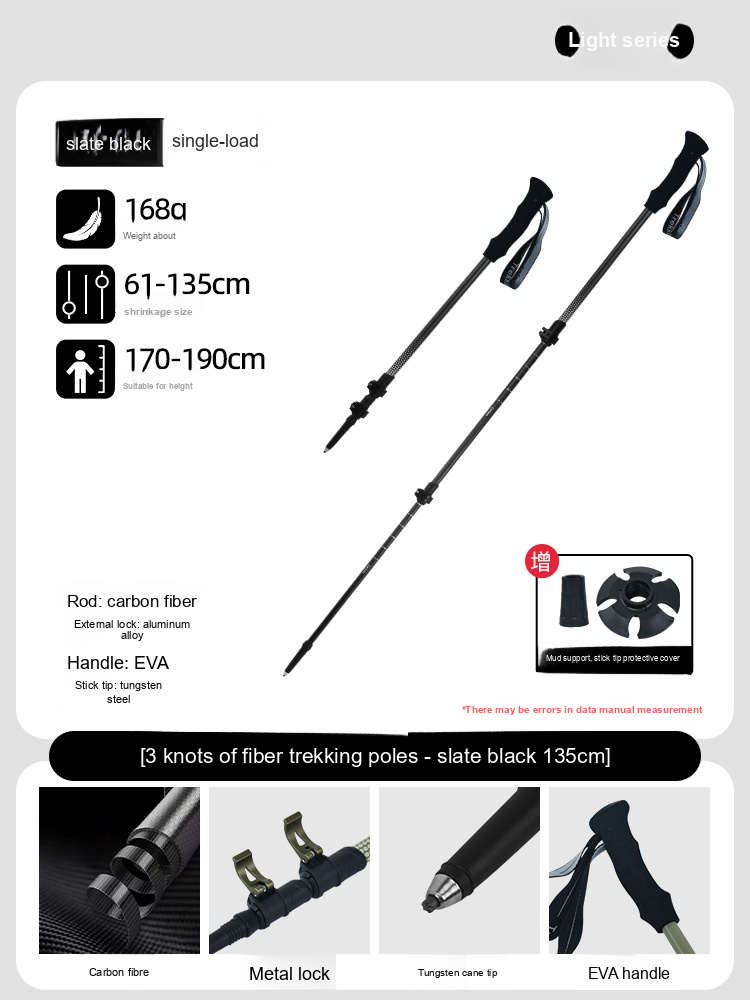 Light series
slate black
single-load
168g
Weight about
61-135cm
shrinkage size
170-190cm
Suitable for height
Rod: carbon fiber
External lock: aluminum
alloy
Handle: EVA
Stick tip: tungsten
steel
增
Mud support, stick tip protective cover
*There may be errors in data manual measurement
[3 knots of fiber trekking poles - slate black 135cm]
Carbon fibre
Metal lock
Tungsten cane tip
EVA handle